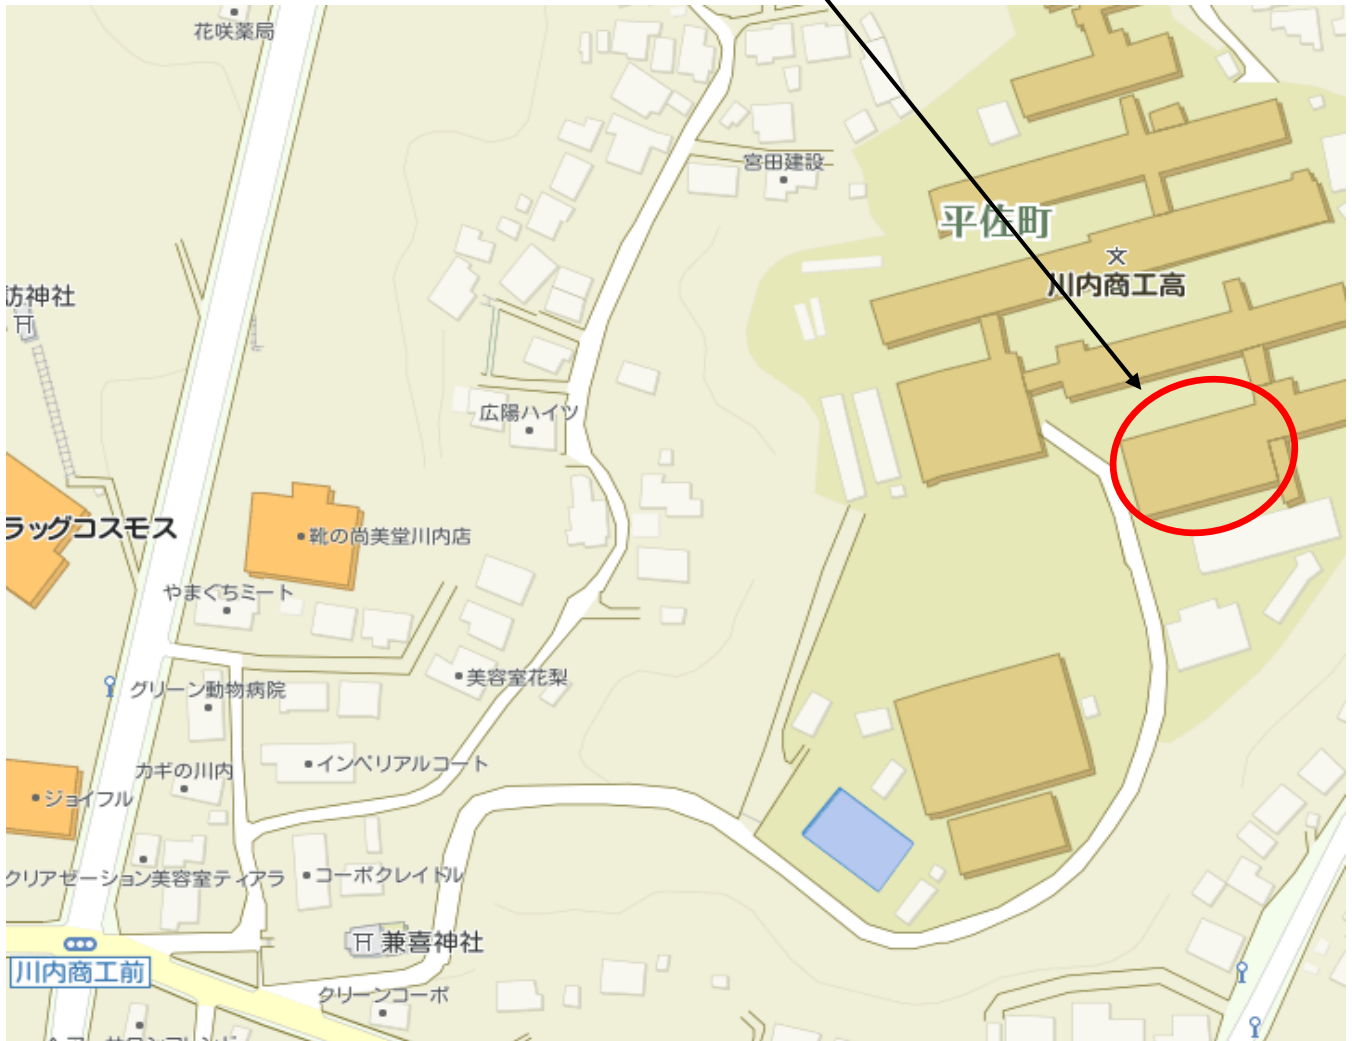 花咲薬局
宮田建設
平佐町
文
川内商工高
訪神社
広陽ハイツ
ラッグコスモス
靴の尚美堂川内店
やまぐちミート
美容室花梨
グリーン動物病院
インペリアルコート
カギの川内
ジョイフル
クリアゼーション美容室ティアラ
コーポクレイドル
兼喜神社
川内商工前
クリーンコーポ